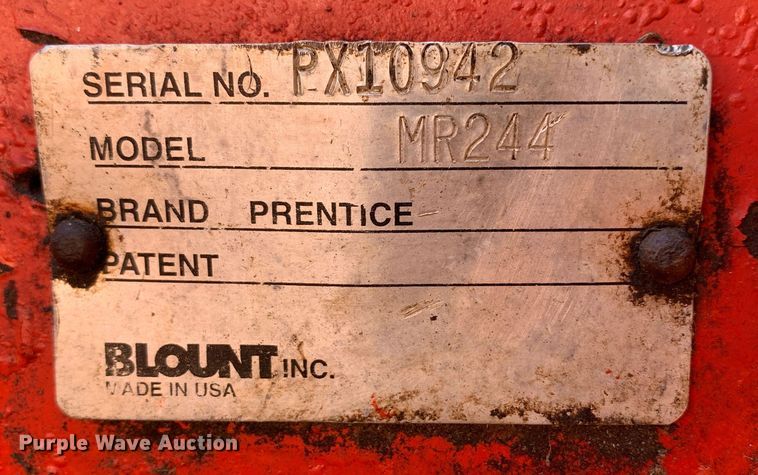 SERIAL NO. PX10942
MODEL MR244
BRAND PRENTICE
PATENT
BLOUNT INC.
MADE IN USA
Purple Wave Auction